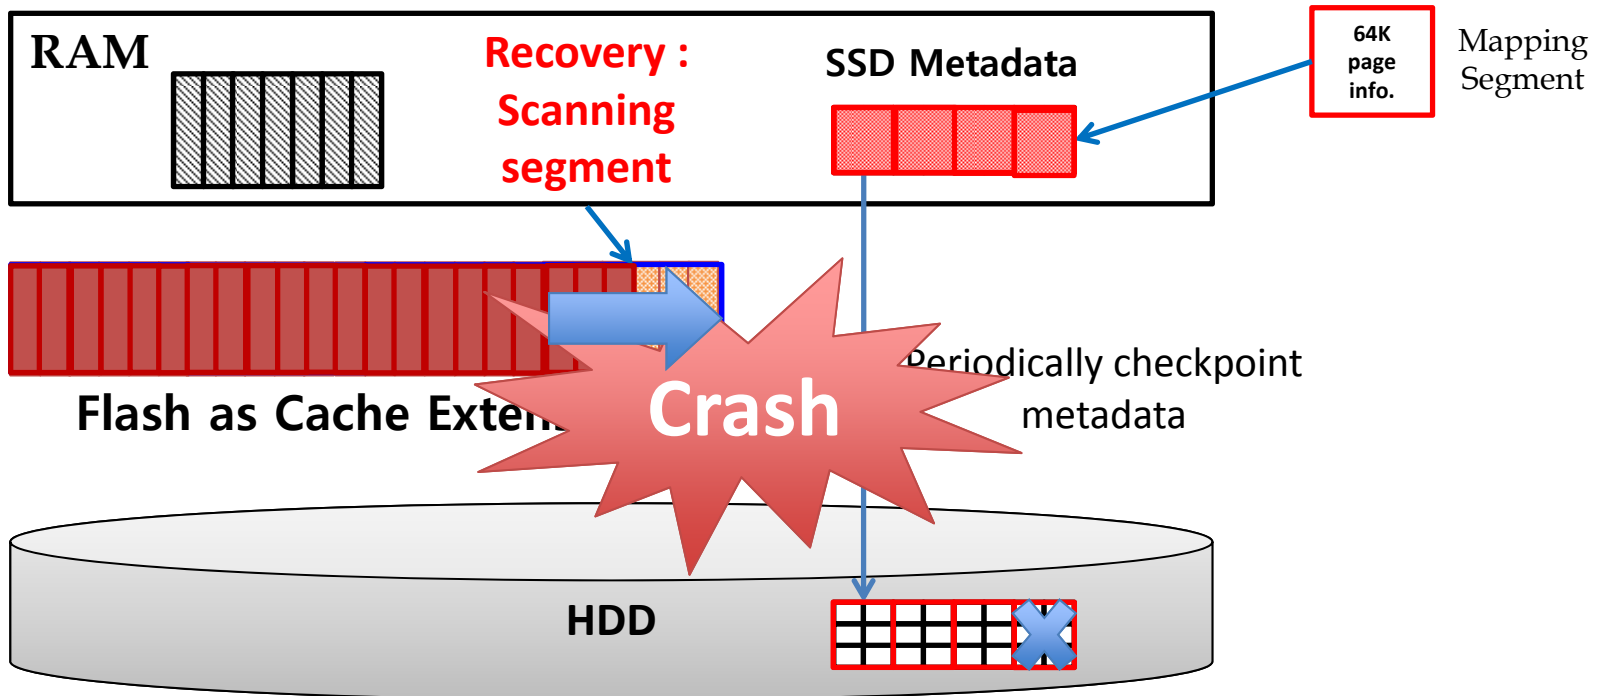 RAM
Recovery :
Scanning
segment
SSD Metadata
64K
page
info.
Mapping
Segment
Periodically checkpoint
metadata
Flash as Cache Exten
Crash
HDD